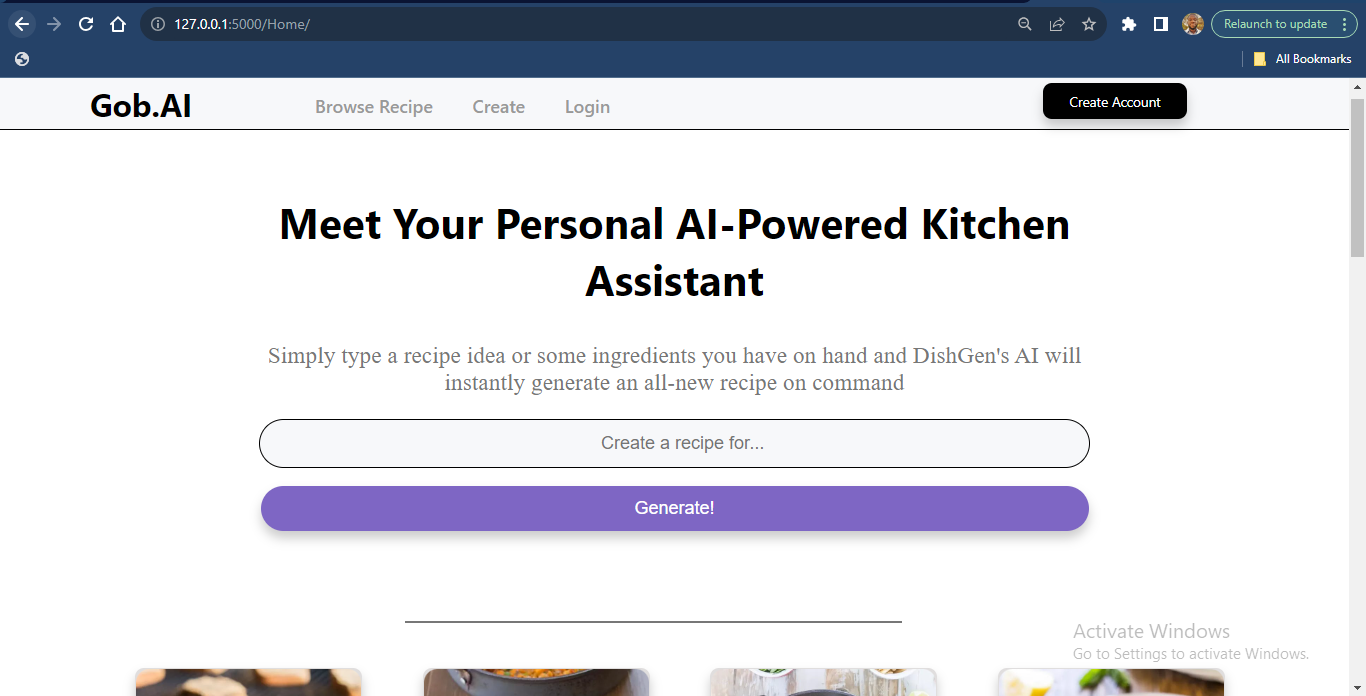 127.0.0.1:5000/Home/
Relaunch to update
All Bookmarks
Gob.AI
Browse Recipe
Create
Login
Create Account
Meet Your Personal AI-Powered Kitchen
Assistant
Simply type a recipe idea or some ingredients you have on hand and DishGen's AI will
instantly generate an all-new recipe on command
Create a recipe for...
Generate!
Activate Windows
Go to Settings to activate Windows.